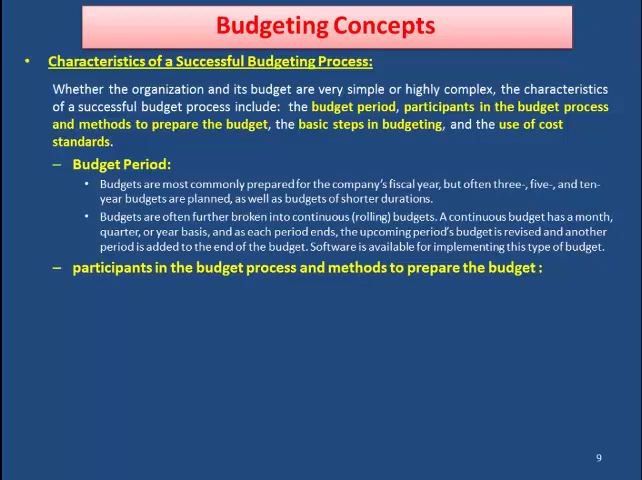 Budgeting Concepts
• Characteristics of a Successful Budgeting Process:
Whether the organization and its budget are very simple or highly complex, the characteristics
of a successful budget process include: the budget period, participants in the budget process
and methods to prepare the budget, the basic steps in budgeting, and the use of cost
standards.
– Budget Period:
• Budgets are most commonly prepared for the company's fiscal year, but often three-, five-, and ten-
year budgets are planned, as well as budgets of shorter durations.
• Budgets are often further broken into continuous (rolling) budgets. A continuous budget has a month,
quarter, or year basis, and as each period ends, the upcoming period's budget is revised and another
period is added to the end of the budget. Software is available for implementing this type of budget.
– participants in the budget process and methods to prepare the budget :
9